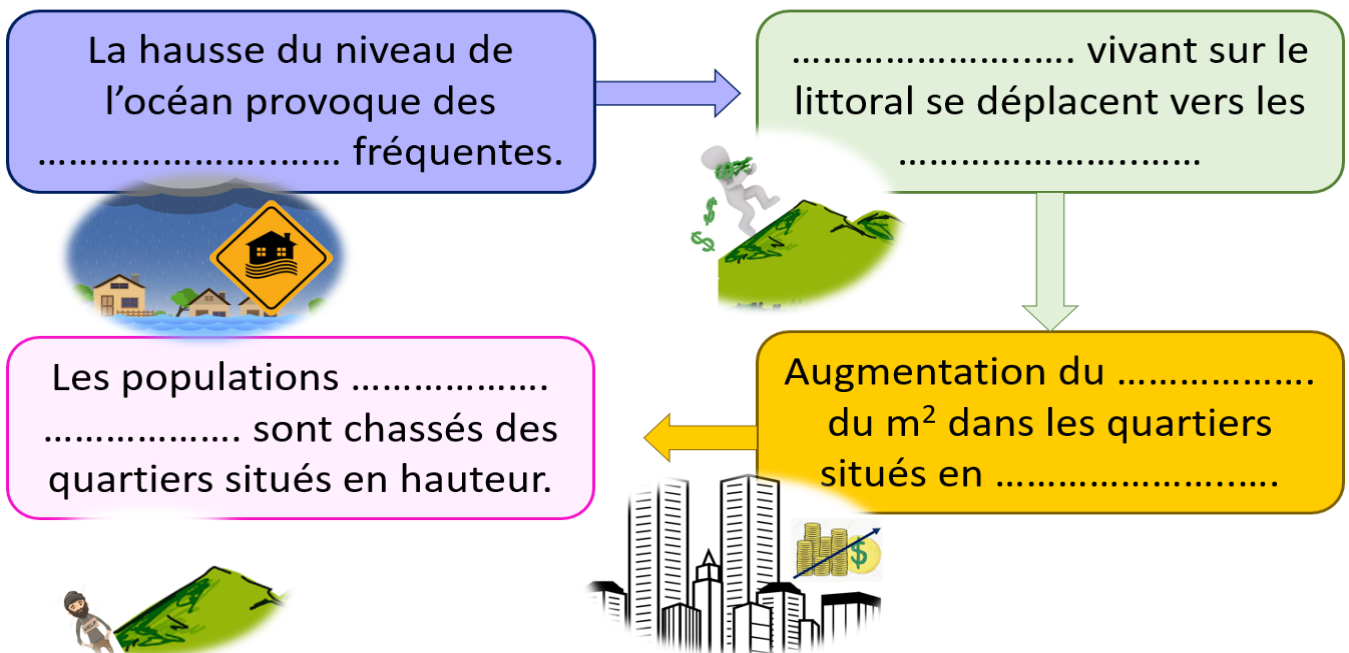 La hausse du niveau de
l’océan provoque des
…………………..…… fréquentes.
…………………..…. vivant sur le
littoral se déplacent vers les
…………………..……
Augmentation du ……………….
du m² dans les quartiers
situés en …………………..….
Les populations ……………….
………………. sont chassés des
quartiers situés en hauteur.
$$$
$
$
$
HELP